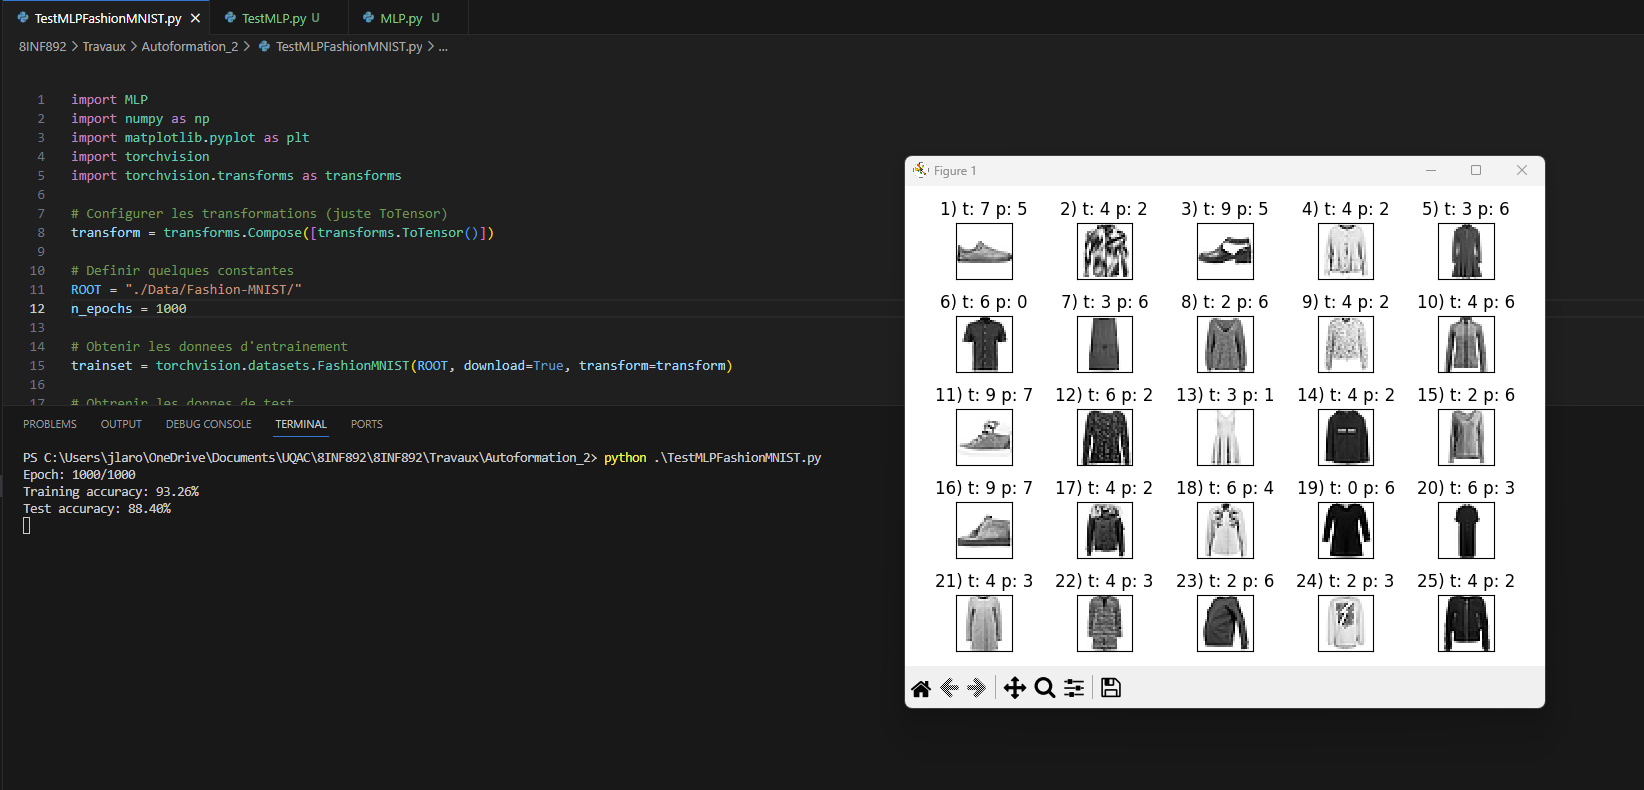 TestMLPFashionMNIST.py
TestMLP.py U
MLP.py U
8INF892 > Travaux > Autoformation_2 > TestMLPFashionMNIST.py > ...
1 import MLP
2 import numpy as np
3 import matplotlib.pyplot as plt
4 import torchvision
5 import torchvision.transforms as transforms
6
7 # Configurer les transformations (juste ToTensor)
8 transform = transforms.Compose([transforms.ToTensor()])
9
10 # Definir quelques constantes
11 ROOT = "./Data/Fashion-MNIST/"
12 n_epochs = 1000
13
14 # Obtenir les donnees d'entrainement
15 trainset = torchvision.datasets.FashionMNIST(ROOT, download=True, transform=transform)
16
17 # Obtrenir les donnes de test
PROBLEMS OUTPUT DEBUG CONSOLE TERMINAL PORTS
PS C:\Users\jlaro\OneDrive\Documents\UQAC\8INF892\8INF892\Travaux\Autoformation_2> python .\TestMLPFashionMNIST.py
Epoch: 1000/1000
Training accuracy: 93.26%
Test accuracy: 88.40%
Figure 1
1) t: 7 p: 5 2) t: 4 p: 2 3) t: 9 p: 5 4) t: 4 p: 2 5) t: 3 p: 6
6) t: 6 p: 0 7) t: 3 p: 6 8) t: 2 p: 6 9) t: 4 p: 2 10) t: 4 p: 6
11) t: 9 p: 7 12) t: 6 p: 2 13) t: 3 p: 1 14) t: 4 p: 2 15) t: 2 p: 6
16) t: 9 p: 7 17) t: 4 p: 2 18) t: 6 p: 4 19) t: 0 p: 6 20) t: 6 p: 3
21) t: 4 p: 3 22) t: 4 p: 3 23) t: 2 p: 6 24) t: 2 p: 3 25) t: 4 p: 2